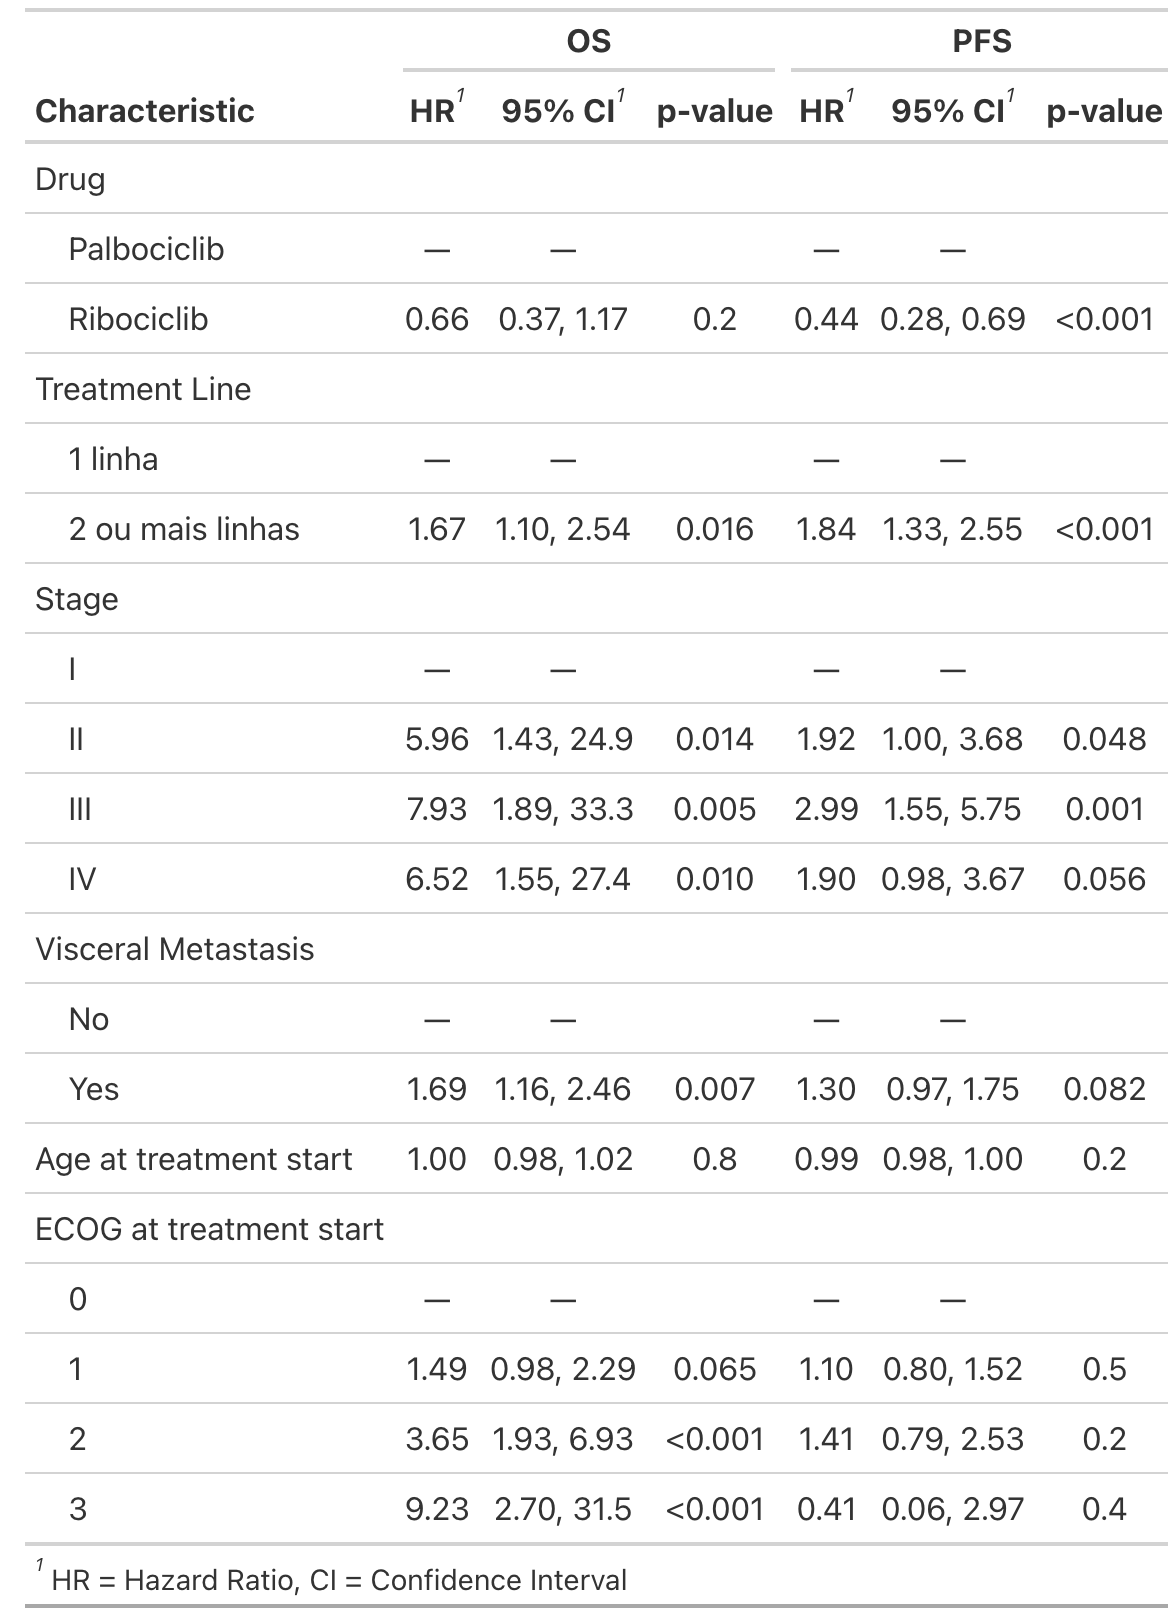 OS PFS
Characteristic HR1 95% CI1 p-value HR1 95% CI1 p-value
Drug
Palbociclib — — — —
Ribociclib 0.66 0.37, 1.17 0.2 0.44 0.28, 0.69 <0.001
Treatment Line
1 linha — — — —
2 ou mais linhas 1.67 1.10, 2.54 0.016 1.84 1.33, 2.55 <0.001
Stage
I — — — —
II 5.96 1.43, 24.9 0.014 1.92 1.00, 3.68 0.048
III 7.93 1.89, 33.3 0.005 2.99 1.55, 5.75 0.001
IV 6.52 1.55, 27.4 0.010 1.90 0.98, 3.67 0.056
Visceral Metastasis
No — — — —
Yes 1.69 1.16, 2.46 0.007 1.30 0.97, 1.75 0.082
Age at treatment start 1.00 0.98, 1.02 0.8 0.99 0.98, 1.00 0.2
ECOG at treatment start
0 — — — —
1 1.49 0.98, 2.29 0.065 1.10 0.80, 1.52 0.5
2 3.65 1.93, 6.93 <0.001 1.41 0.79, 2.53 0.2
3 9.23 2.70, 31.5 <0.001 0.41 0.06, 2.97 0.4
1 HR = Hazard Ratio, CI = Confidence Interval